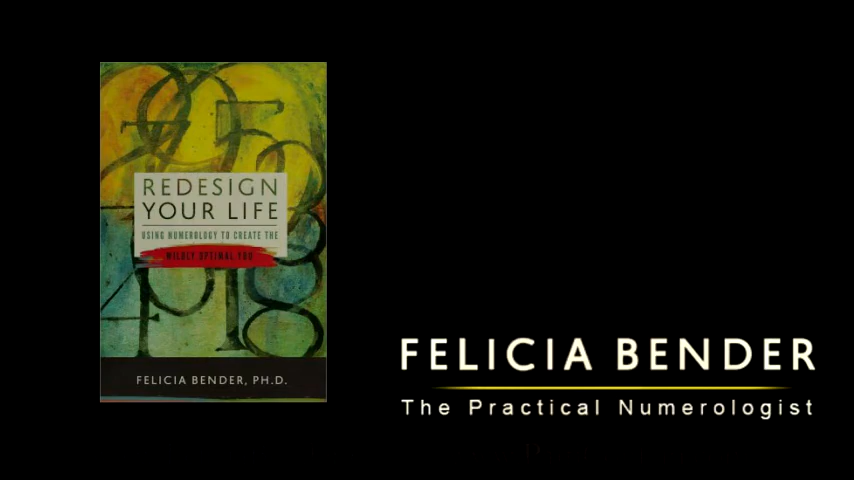 REDESIGN
YOUR LIFE
USING NUMEROLOGY TO CREATE THE
WILDLY OPTIMAL YOU
FELICIA BENDER, PH.D.
FELICIA BENDER
The Practical Numerologist